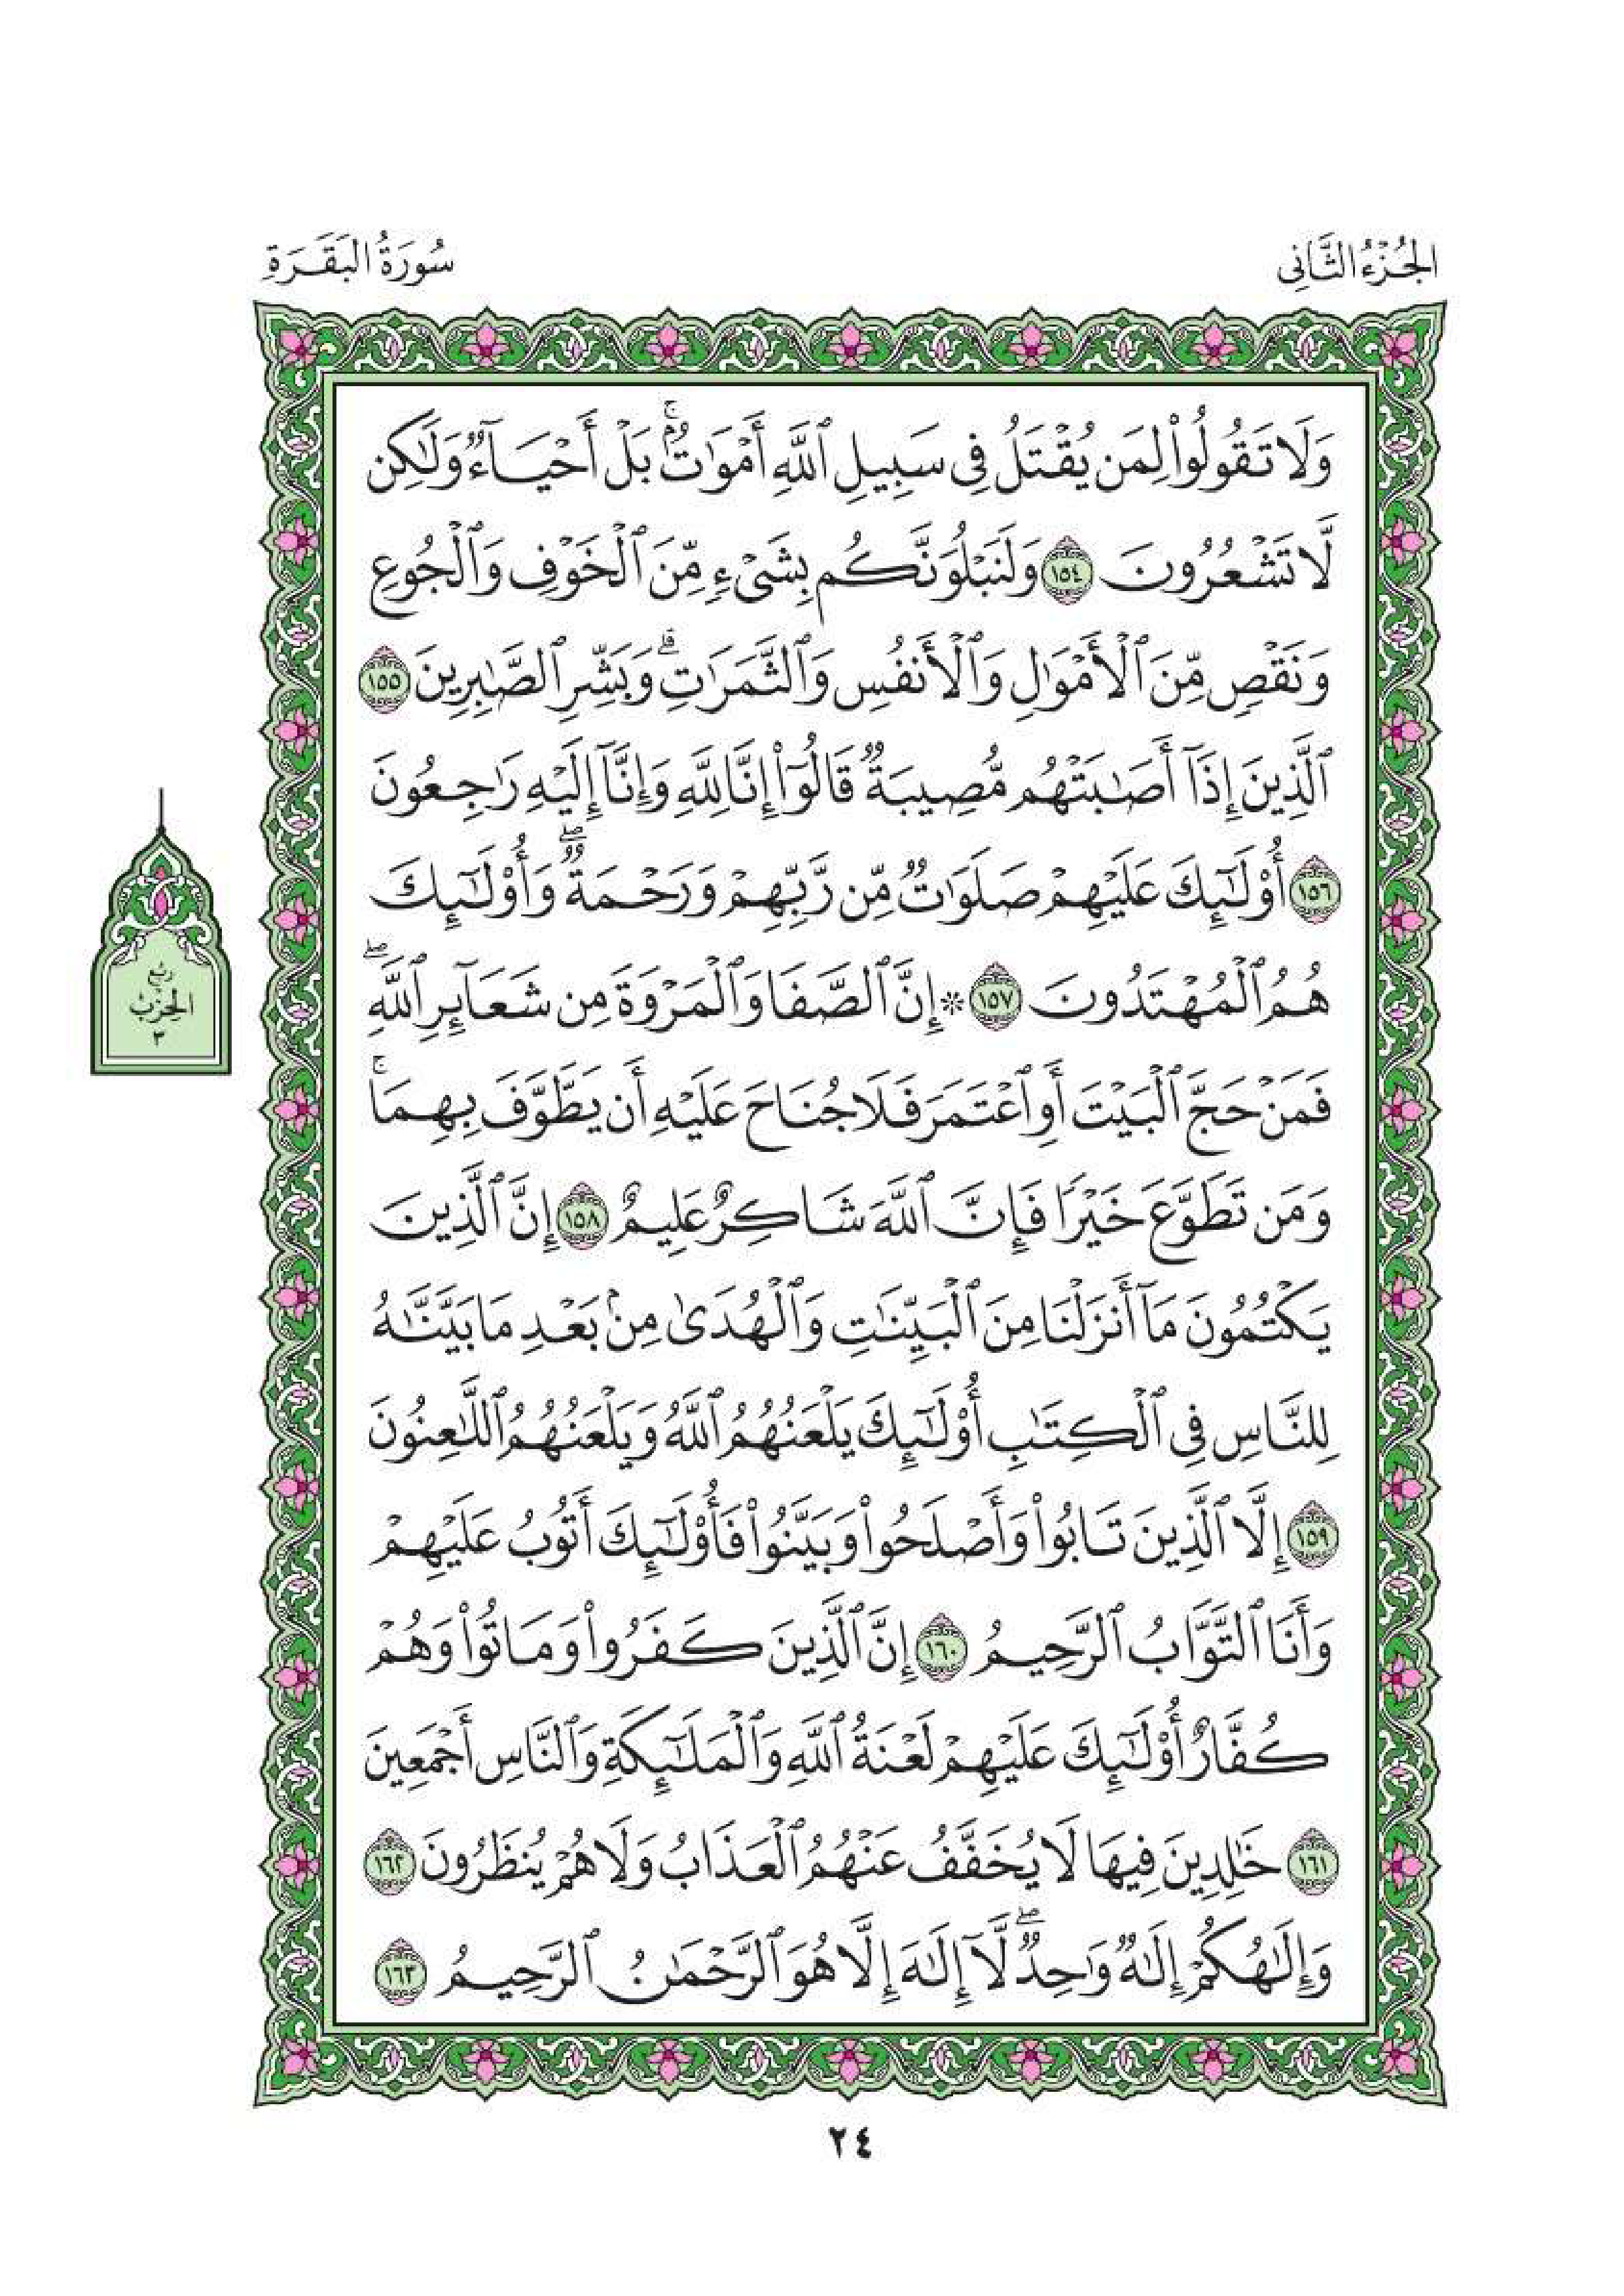 الجُزْءُ الثَّانِى
سُورَةُ البَقَرَةِ
وَلَا تَقُولُواْ لِمَن يُقْتَلُ فِى سَبِيلِ ٱللَّهِ أَمْوَٰتٌۢۚ بَلْ أَحْيَآءٌ وَلَٰكِن
لَّا تَشْعُرُونَ ١٥٤ وَلَنَبْلُوَنَّكُم بِشَىْءٍ مِّنَ ٱلْخَوْفِ وَٱلْجُوعِ
وَنَقْصٍ مِّنَ ٱلْأَمْوَٰلِ وَٱلْأَنفُسِ وَٱلثَّمَرَٰتِۗ وَبَشِّرِ ٱلصَّٰبِرِينَ ١٥٥
ٱلَّذِينَ إِذَآ أَصَٰبَتْهُم مُّصِيبَةٌ قَالُوٓاْ إِنَّا لِلَّهِ وَإِنَّآ إِلَيْهِ رَٰجِعُونَ
١٥٦ أُوْلَٰٓئِكَ عَلَيْهِمْ صَلَوَٰتٌ مِّن رَّبِّهِمْ وَرَحْمَةٌۖ وَأُوْلَٰٓئِكَ
هُمُ ٱلْمُهْتَدُونَ ١٥٧ ۞ إِنَّ ٱلصَّفَا وَٱلْمَرْوَةَ مِن شَعَآئِرِ ٱللَّهِۖ
فَمَنْ حَجَّ ٱلْبَيْتَ أَوِ ٱعْتَمَرَ فَلَا جُنَاحَ عَلَيْهِ أَن يَطَّوَّفَ بِهِمَاۚ
وَمَن تَطَوَّعَ خَيْرًا فَإِنَّ ٱللَّهَ شَاكِرٌ عَلِيمٌ ١٥٨ إِنَّ ٱلَّذِينَ
يَكْتُمُونَ مَآ أَنزَلْنَا مِنَ ٱلْبَيِّنَٰتِ وَٱلْهُدَىٰ مِنۢ بَعْدِ مَا بَيَّنَّٰهُ
لِلنَّاسِ فِى ٱلْكِتَٰبِ أُوْلَٰٓئِكَ يَلْعَنُهُمُ ٱللَّهُ وَيَلْعَنُهُمُ ٱللَّٰعِنُونَ
١٥٩ إِلَّا ٱلَّذِينَ تَابُواْ وَأَصْلَحُواْ وَبَيَّنُواْ فَأُوْلَٰٓئِكَ أَتُوبُ عَلَيْهِمْ
وَأَنَا ٱلتَّوَّابُ ٱلرَّحِيمُ ١٦٠ إِنَّ ٱلَّذِينَ كَفَرُواْ وَمَاتُواْ وَهُمْ
كُفَّارٌ أُوْلَٰٓئِكَ عَلَيْهِمْ لَعْنَةُ ٱللَّهِ وَٱلْمَلَٰٓئِكَةِ وَٱلنَّاسِ أَجْمَعِينَ
١٦١ خَٰلِدِينَ فِيهَا لَا يُخَفَّفُ عَنْهُمُ ٱلْعَذَابُ وَلَا هُمْ يُنظَرُونَ ١٦٢
وَإِلَٰهُكُمْ إِلَٰهٌ وَٰحِدٌۖ لَّآ إِلَٰهَ إِلَّا هُوَ ٱلرَّحْمَٰنُ ٱلرَّحِيمُ ١٦٣
رُبْع
الحِزْبُ
٣
٢٤